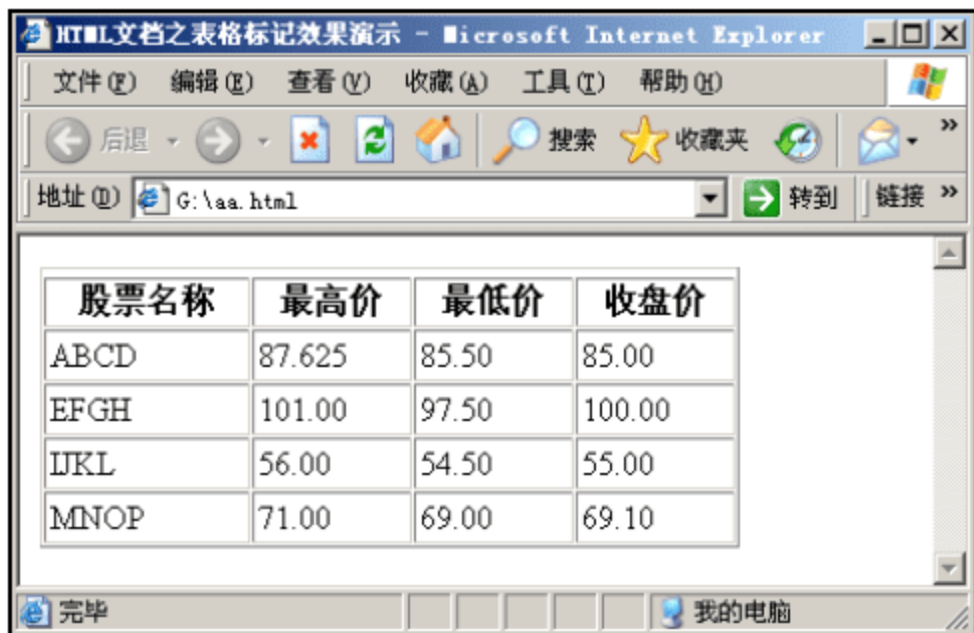 HTML文档之表格标记效果演示 - Microsoft Internet Explorer
文件(F) 编辑(E) 查看(V) 收藏(A) 工具(T) 帮助(H)
后退 搜索 收藏夹 »
地址(D) G:\aa.html 转到 链接 »
股票名称 最高价 最低价 收盘价
ABCD 87.625 85.50 85.00
EFGH 101.00 97.50 100.00
IJKL 56.00 54.50 55.00
MNOP 71.00 69.00 69.10
完毕 我的电脑